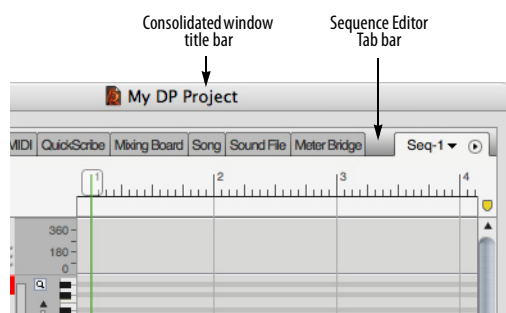 Consolidated window
title bar
Sequence Editor
Tab bar
My DP Project
MIDI QuickScribe Mixing Board Song Sound File Meter Bridge Seq-1
1 2 3 4
360
180
0